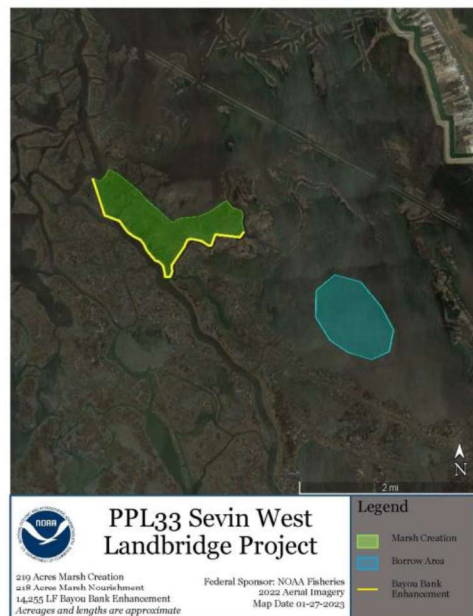 N
2 mi
NOAA
PPL33 Sevin West
Landbridge Project
219 Acres Marsh Creation
218 Acres Marsh Nourishment
14,255 LF Bayou Bank Enhancement
Acreages and lengths are approximate
Federal Sponsor: NOAA Fisheries
2022 Aerial Imagery
Map Date 01-27-2023
Legend
Marsh Creation
Borrow Area
Bayou Bank
Enhancement